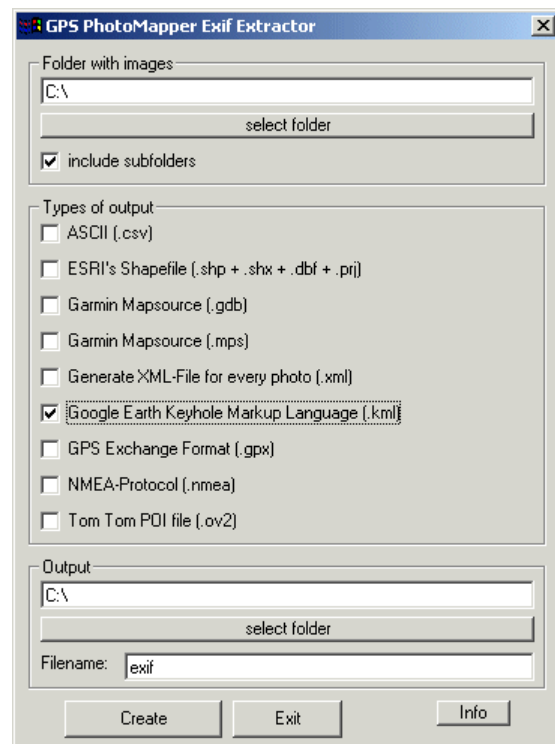 GPS PhotoMapper Exif Extractor
Folder with images
C:\
select folder
include subfolders
Types of output
ASCII (.csv)
ESRI's Shapefile (.shp + .shx + .dbf + .prj)
Garmin Mapsource (.gdb)
Garmin Mapsource (.mps)
Generate XML-File for every photo (.xml)
Google Earth Keyhole Markup Language (.kml)
GPS Exchange Format (.gpx)
NMEA-Protocol (.nmea)
Tom Tom POI file (.ov2)
Output
C:\
select folder
Filename: exif
Create Exit Info